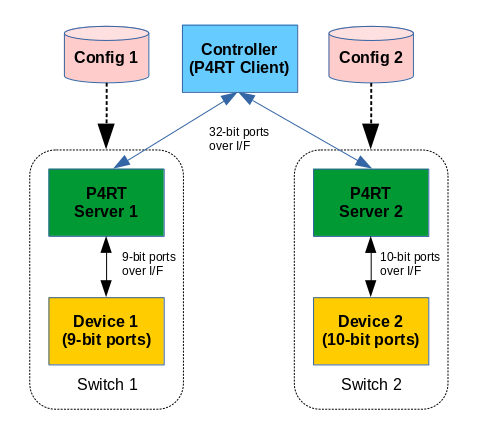 Config 1
Controller
(P4RT Client)
Config 2
32-bit ports
over I/F
P4RT
Server 1
P4RT
Server 2
9-bit ports
over I/F
10-bit ports
over I/F
Device 1
(9-bit ports)
Device 2
(10-bit ports)
Switch 1
Switch 2